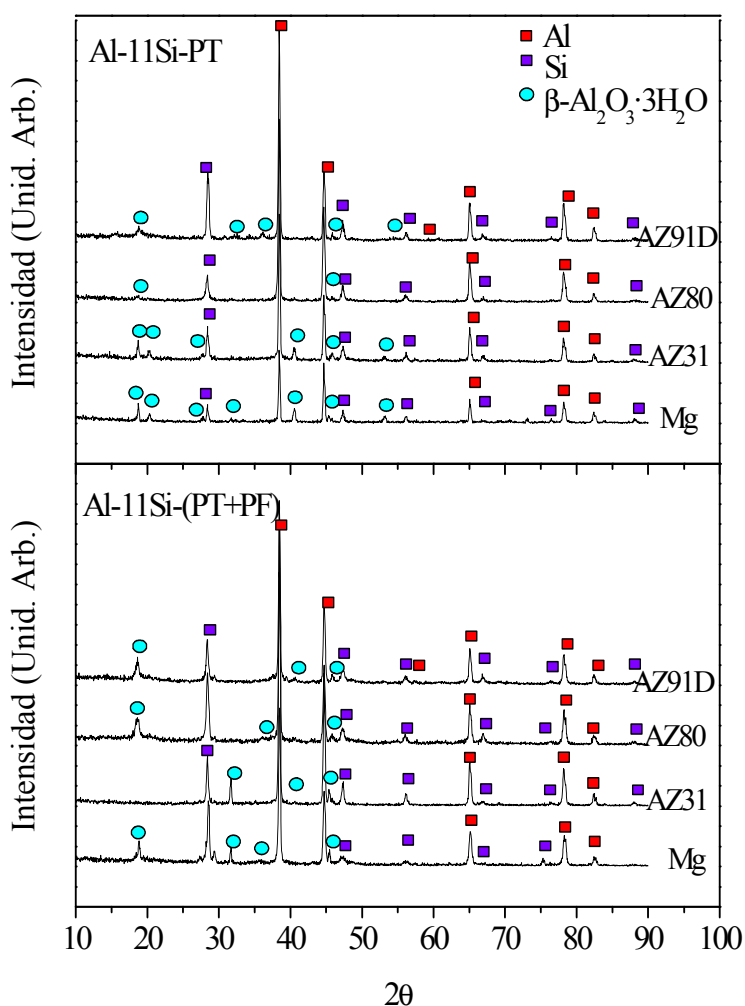 Al-11Si-PT
Al
Si
β-Al₂O₃·3H₂O
Intensidad (Unid. Arb.)
AZ91D
AZ80
AZ31
Mg
Al-11Si-(PT+PF)
Intensidad (Unid. Arb.)
AZ91D
AZ80
AZ31
Mg
10 20 30 40 50 60 70 80 90 100
2θ